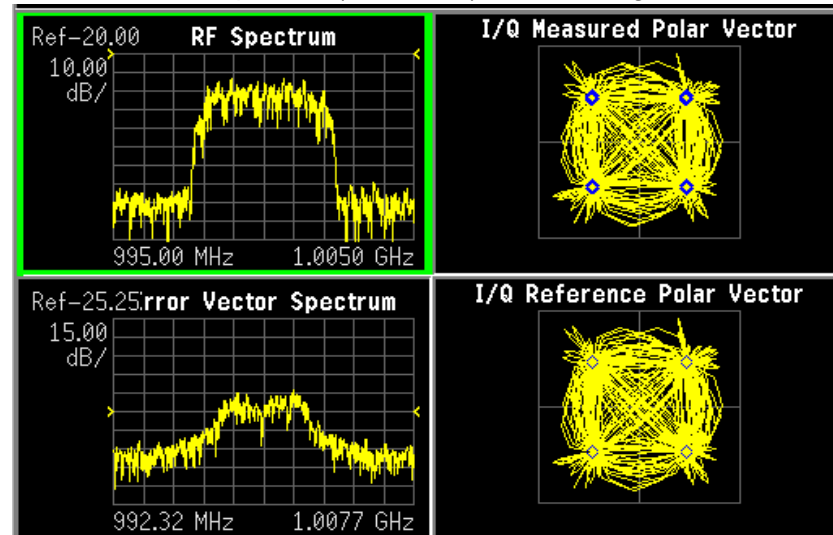 Ref-20.00 RF Spectrum
10.00
dB/
995.00 MHz 1.0050 GHz
I/Q Measured Polar Vector
Ref-25.25 rror Vector Spectrum
15.00
dB/
992.32 MHz 1.0077 GHz
I/Q Reference Polar Vector